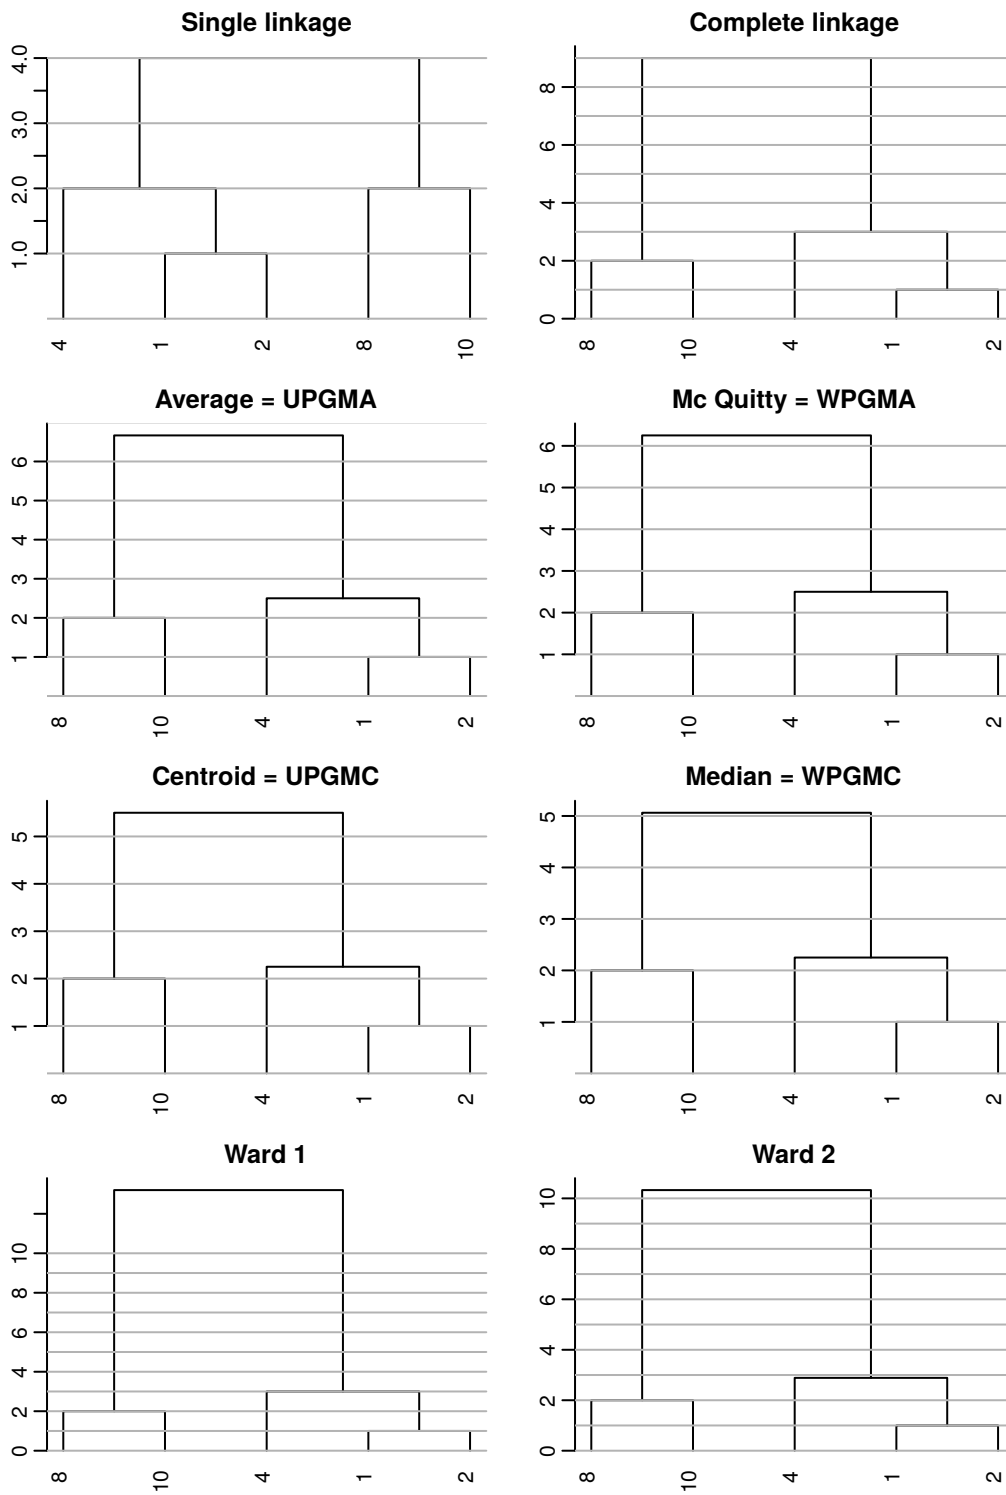 Single linkage
4.0
3.0
2.0
1.0
4 1 2 8 10
Complete linkage
8
6
4
2
0
8 10 4 1 2
Average = UPGMA
6
5
4
3
2
1
8 10 4 1 2
Mc Quitty = WPGMA
6
5
4
3
2
1
8 10 4 1 2
Centroid = UPGMC
5
4
3
2
1
8 10 4 1 2
Median = WPGMC
5
4
3
2
1
8 10 4 1 2
Ward 1
10
8
6
4
2
0
8 10 4 1 2
Ward 2
10
8
6
4
2
0
8 10 4 1 2